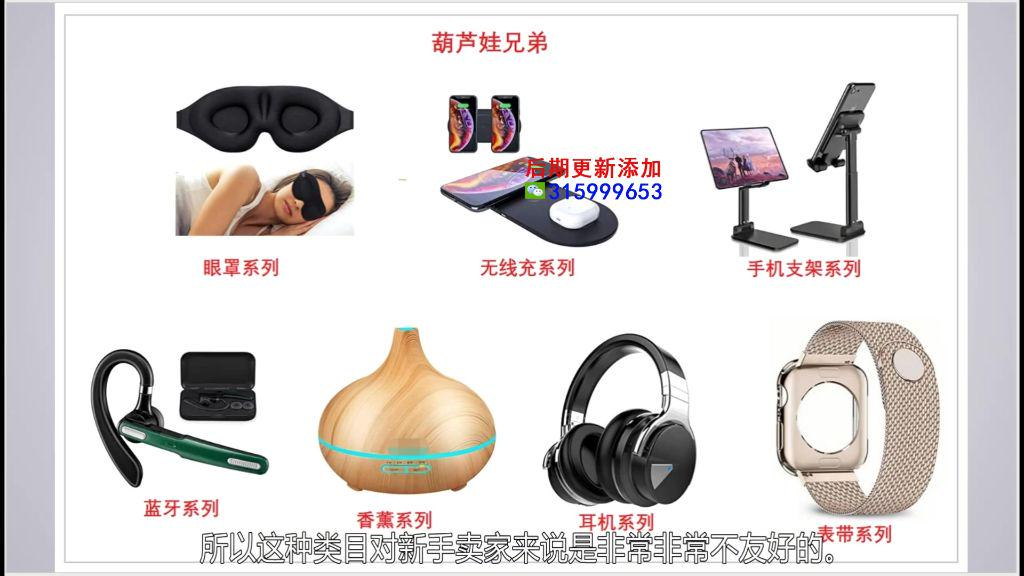 葫芦娃兄弟
后期更新添加
315999653
眼罩系列
无线充系列
手机支架系列
蓝牙系列
香薰系列
耳机系列
表带系列
所以这种类目对新手卖家来说是非常非常不友好的。